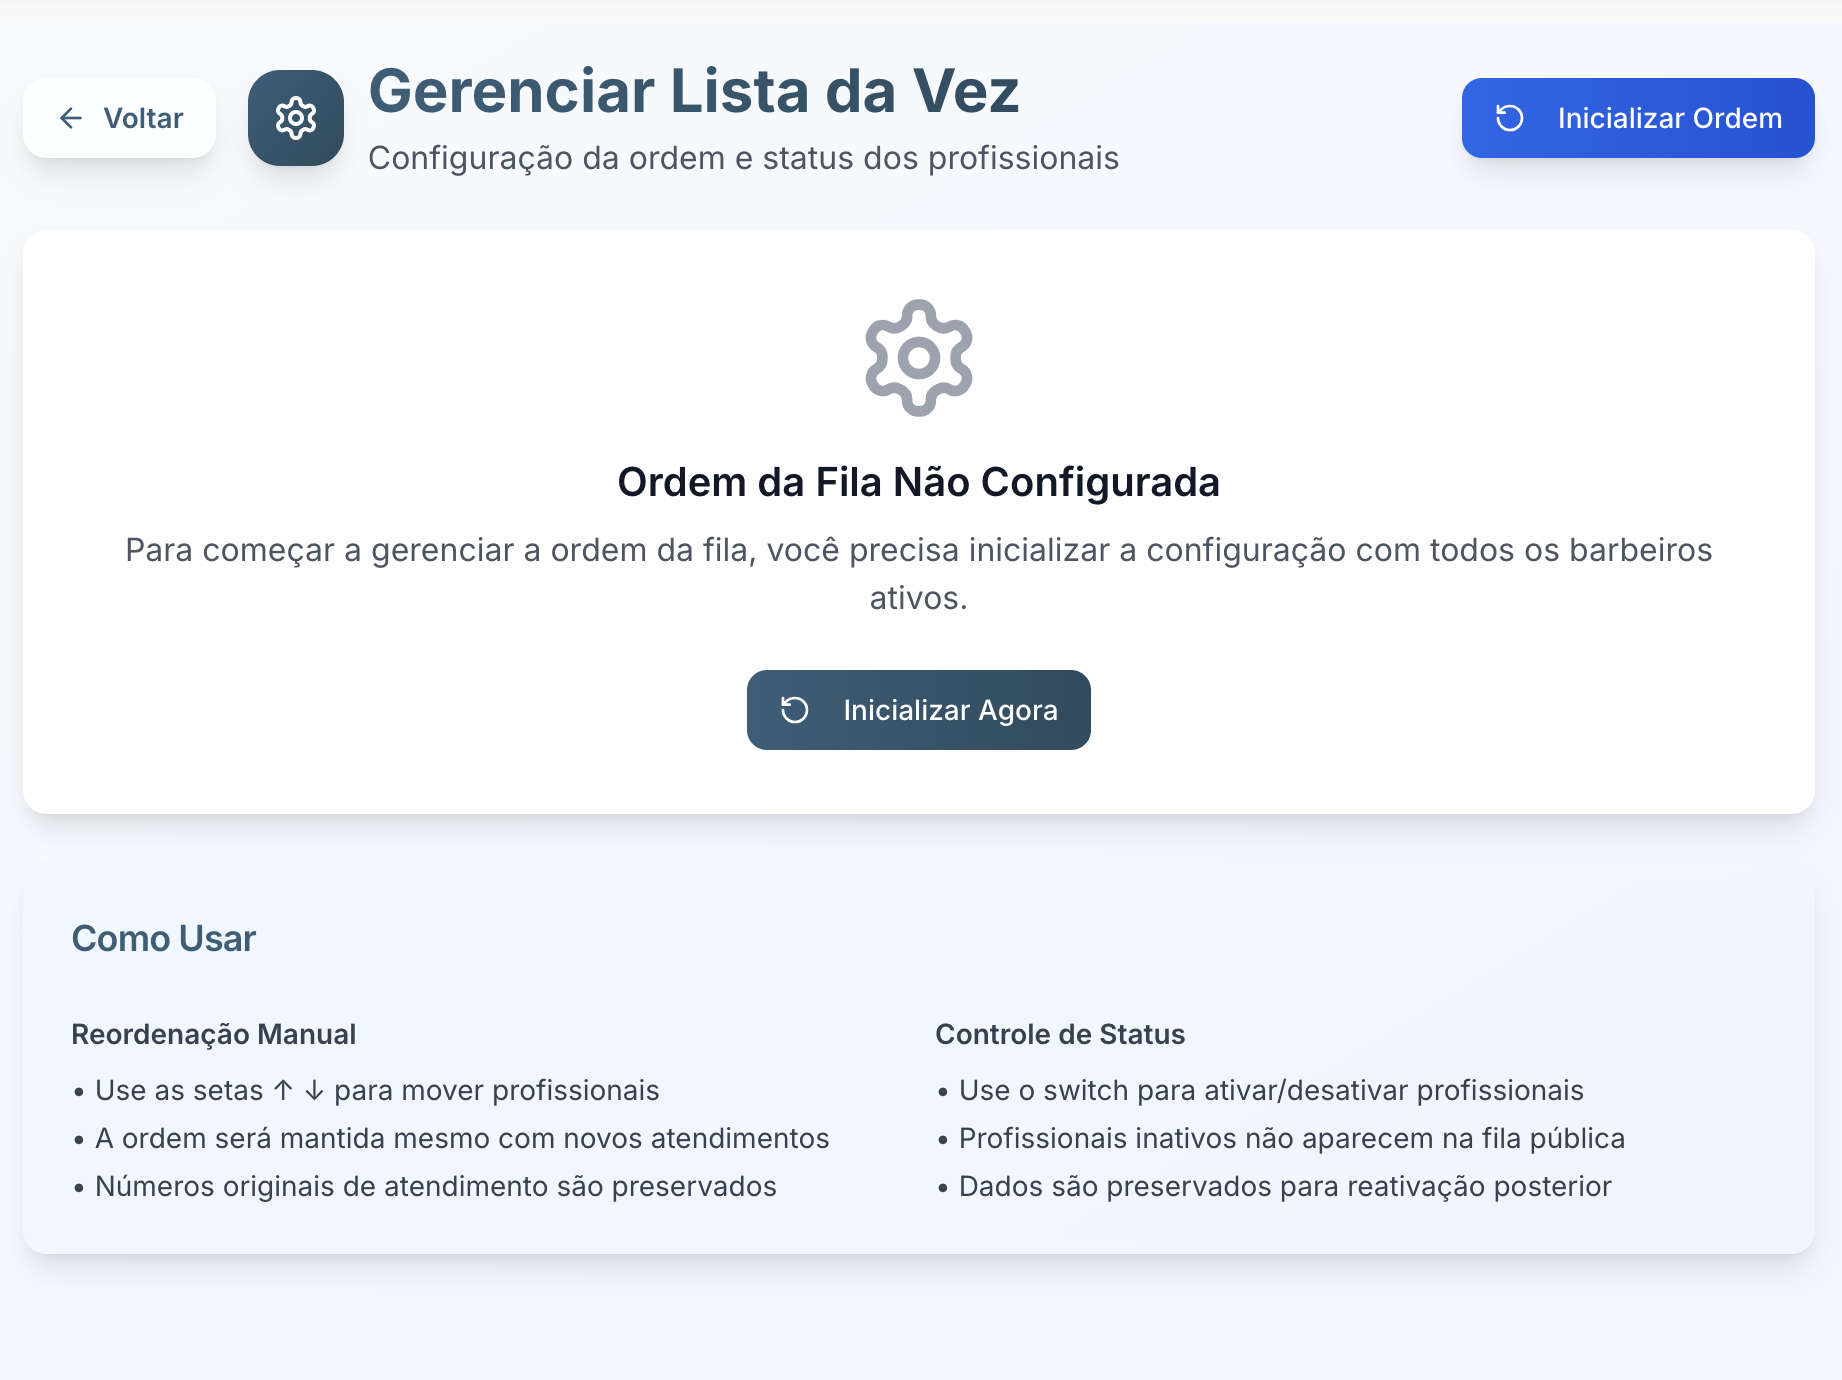 Voltar
Gerenciar Lista da Vez
Configuração da ordem e status dos profissionais
Inicializar Ordem
Ordem da Fila Não Configurada
Para começar a gerenciar a ordem da fila, você precisa inicializar a configuração com todos os barbeiros
ativos.
Inicializar Agora
Como Usar
Reordenação Manual
• Use as setas ↑ ↓ para mover profissionais
• A ordem será mantida mesmo com novos atendimentos
• Números originais de atendimento são preservados
Controle de Status
• Use o switch para ativar/desativar profissionais
• Profissionais inativos não aparecem na fila pública
• Dados são preservados para reativação posterior